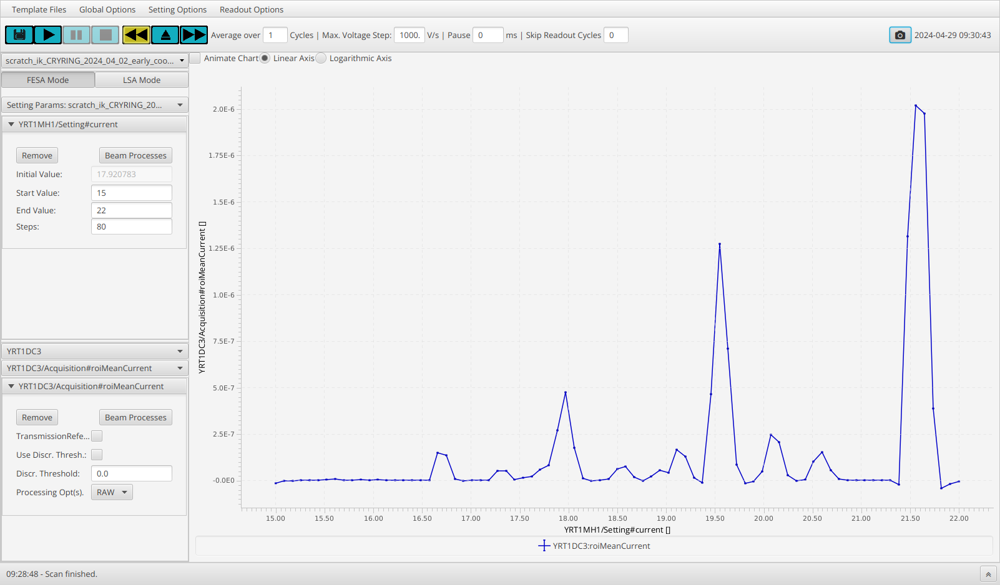 Template Files Global Options Setting Options Readout Options
Average over 1 Cycles | Max. Voltage Step: 1000. V/s | Pause 0 ms | Skip Readout Cycles 0 2024-04-29 09:30:43
scratch_ik_CRYRING_2024_04_02_early_coo...
Animate Chart Linear Axis Logarithmic Axis
FESA Mode LSA Mode
Setting Params: scratch_ik_CRYRING_20...
YRT1MH1/Setting#current
Remove Beam Processes
Initial Value: 17.920783
Start Value: 15
End Value: 22
Steps: 80
YRT1DC3
YRT1DC3/Acquisition#roiMeanCurrent
YRT1DC3/Acquisition#roiMeanCurrent
Remove Beam Processes
TransmissionRefe...
Use Discr. Thresh.:
Discr. Threshold: 0.0
Processing Opt(s). RAW
YRT1DC3/Acquisition#roiMeanCurrent []
2.0E-6
1.75E-6
1.5E-6
1.25E-6
1.0E-6
7.5E-7
5.0E-7
2.5E-7
-0.0E0
15.00 15.50 16.00 16.50 17.00 17.50 18.00 18.50 19.00 19.50 20.00 20.50 21.00 21.50 22.00
YRT1MH1/Setting#current []
YRT1DC3:roiMeanCurrent
09:28:48 - Scan finished.